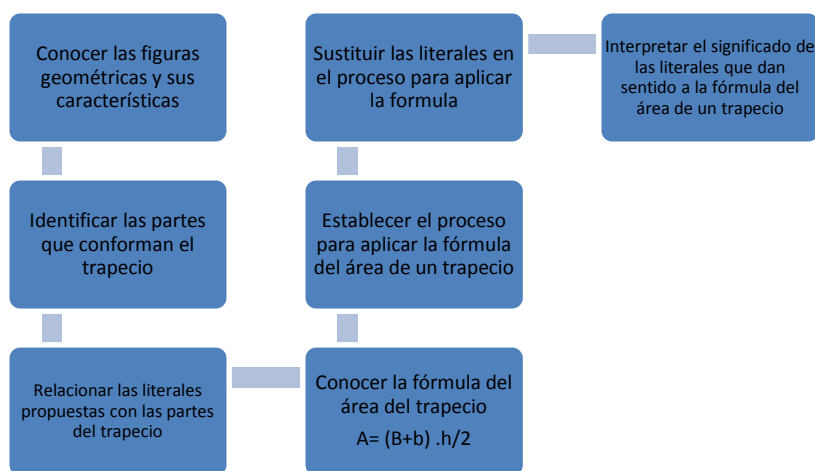 Conocer las figuras
geométricas y sus
características
Identificar las partes
que conforman el
trapecio
Relacionar las literales
propuestas con las partes
del trapecio
Conocer la fórmula del
área del trapecio
A= (B+b) .h/2
Establecer el proceso
para aplicar la fórmula
del área de un trapecio
Sustituir las literales en
el proceso para aplicar
la formula
Interpretar el significado de
las literales que dan
sentido a la fórmula del
área de un trapecio